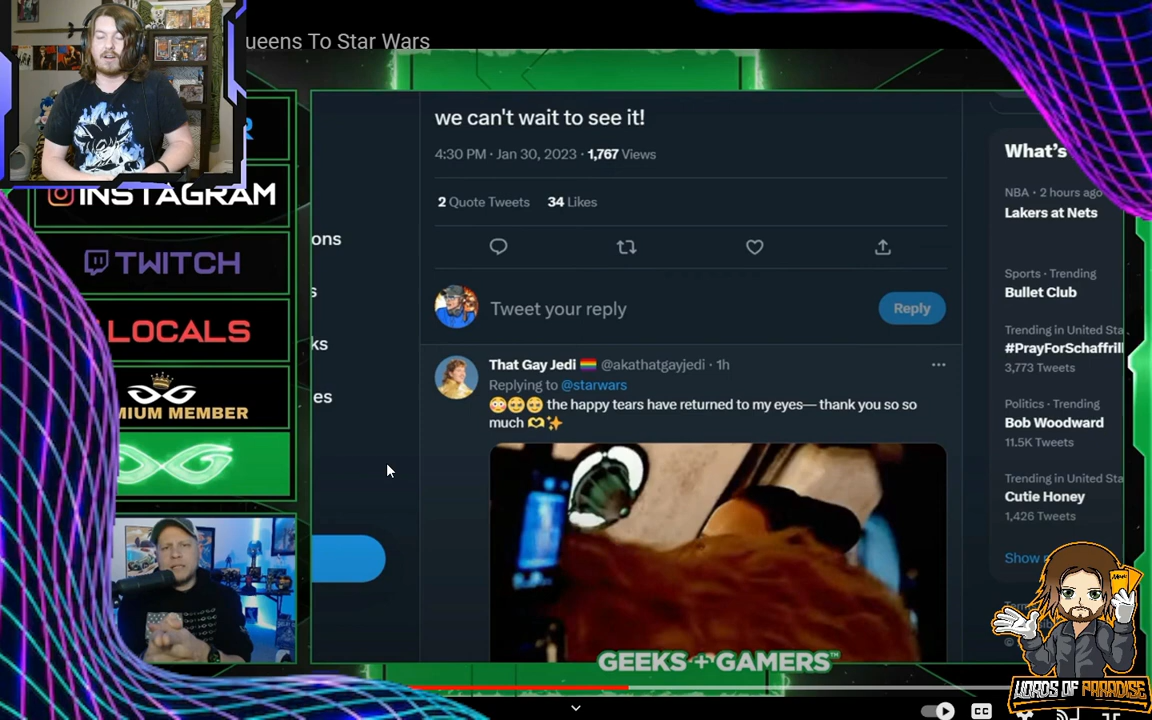 ueens To Star Wars
we can't wait to see it!
4:30 PM · Jan 30, 2023 · 1,767 Views
2 Quote Tweets 34 Likes
Tweet your reply
Reply
That Gay Jedi 🏳️‍🌈 @akathatgayjedi · 1h
Replying to @starwars
😳😑😑 the happy tears have returned to my eyes— thank you so so
much 🫶✨
What's
NBA · 2 hours ago
Lakers at Nets
Sports · Trending
Bullet Club
Trending in United Sta
#PrayForSchaffrill
3,773 Tweets
Politics · Trending
Bob Woodward
11.5K Tweets
Trending in United Sta
Cutie Honey
1,426 Tweets
Show
INSTAGRAM
TWITCH
LOCALS
MIUM MEMBER
ons
s
ks
es
GEEKS + GAMERS™
WORDS OF PARADISE
CC